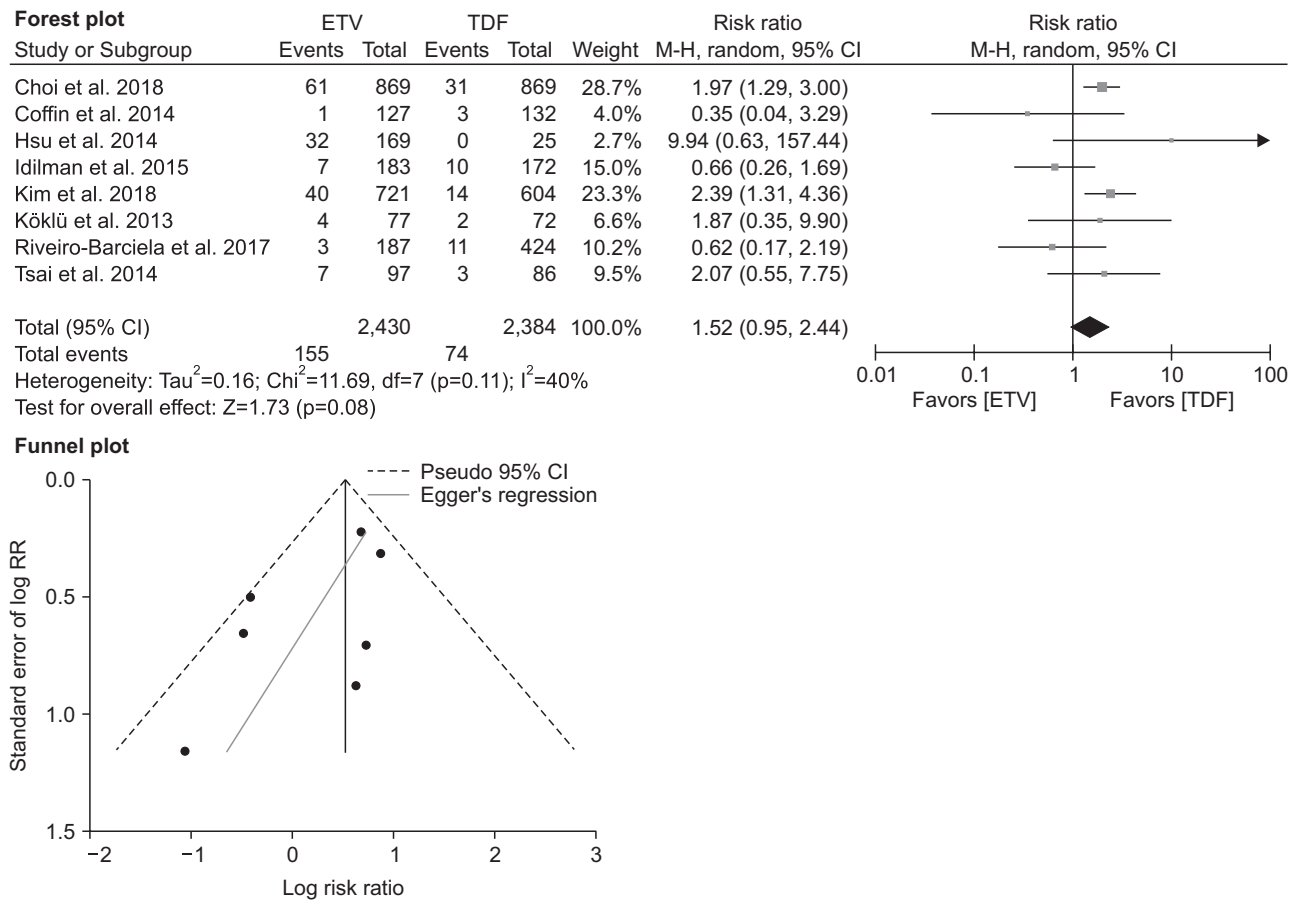 Forest plot ETV TDF Risk ratio Risk ratio
Study or Subgroup Events Total Events Total Weight M-H, random, 95% CI M-H, random, 95% CI
Choi et al. 2018 61 869 31 869 28.7% 1.97 (1.29, 3.00)
Coffin et al. 2014 1 127 3 132 4.0% 0.35 (0.04, 3.29)
Hsu et al. 2014 32 169 0 25 2.7% 9.94 (0.63, 157.44)
Idilman et al. 2015 7 183 10 172 15.0% 0.66 (0.26, 1.69)
Kim et al. 2018 40 721 14 604 23.3% 2.39 (1.31, 4.36)
Köklü et al. 2013 4 77 2 72 6.6% 1.87 (0.35, 9.90)
Riveiro-Barciela et al. 2017 3 187 11 424 10.2% 0.62 (0.17, 2.19)
Tsai et al. 2014 7 97 3 86 9.5% 2.07 (0.55, 7.75)
Total (95% CI) 2,430 2,384 100.0% 1.52 (0.95, 2.44)
Total events 155 74
Heterogeneity: Tau²=0.16; Chi²=11.69, df=7 (p=0.11); I²=40%
Test for overall effect: Z=1.73 (p=0.08)
0.01 0.1 1 10 100
Favors [ETV] Favors [TDF]
Funnel plot
Pseudo 95% CI
Egger's regression
Standard error of log RR
0.0
0.5
1.0
1.5
−2 −1 0 1 2 3
Log risk ratio